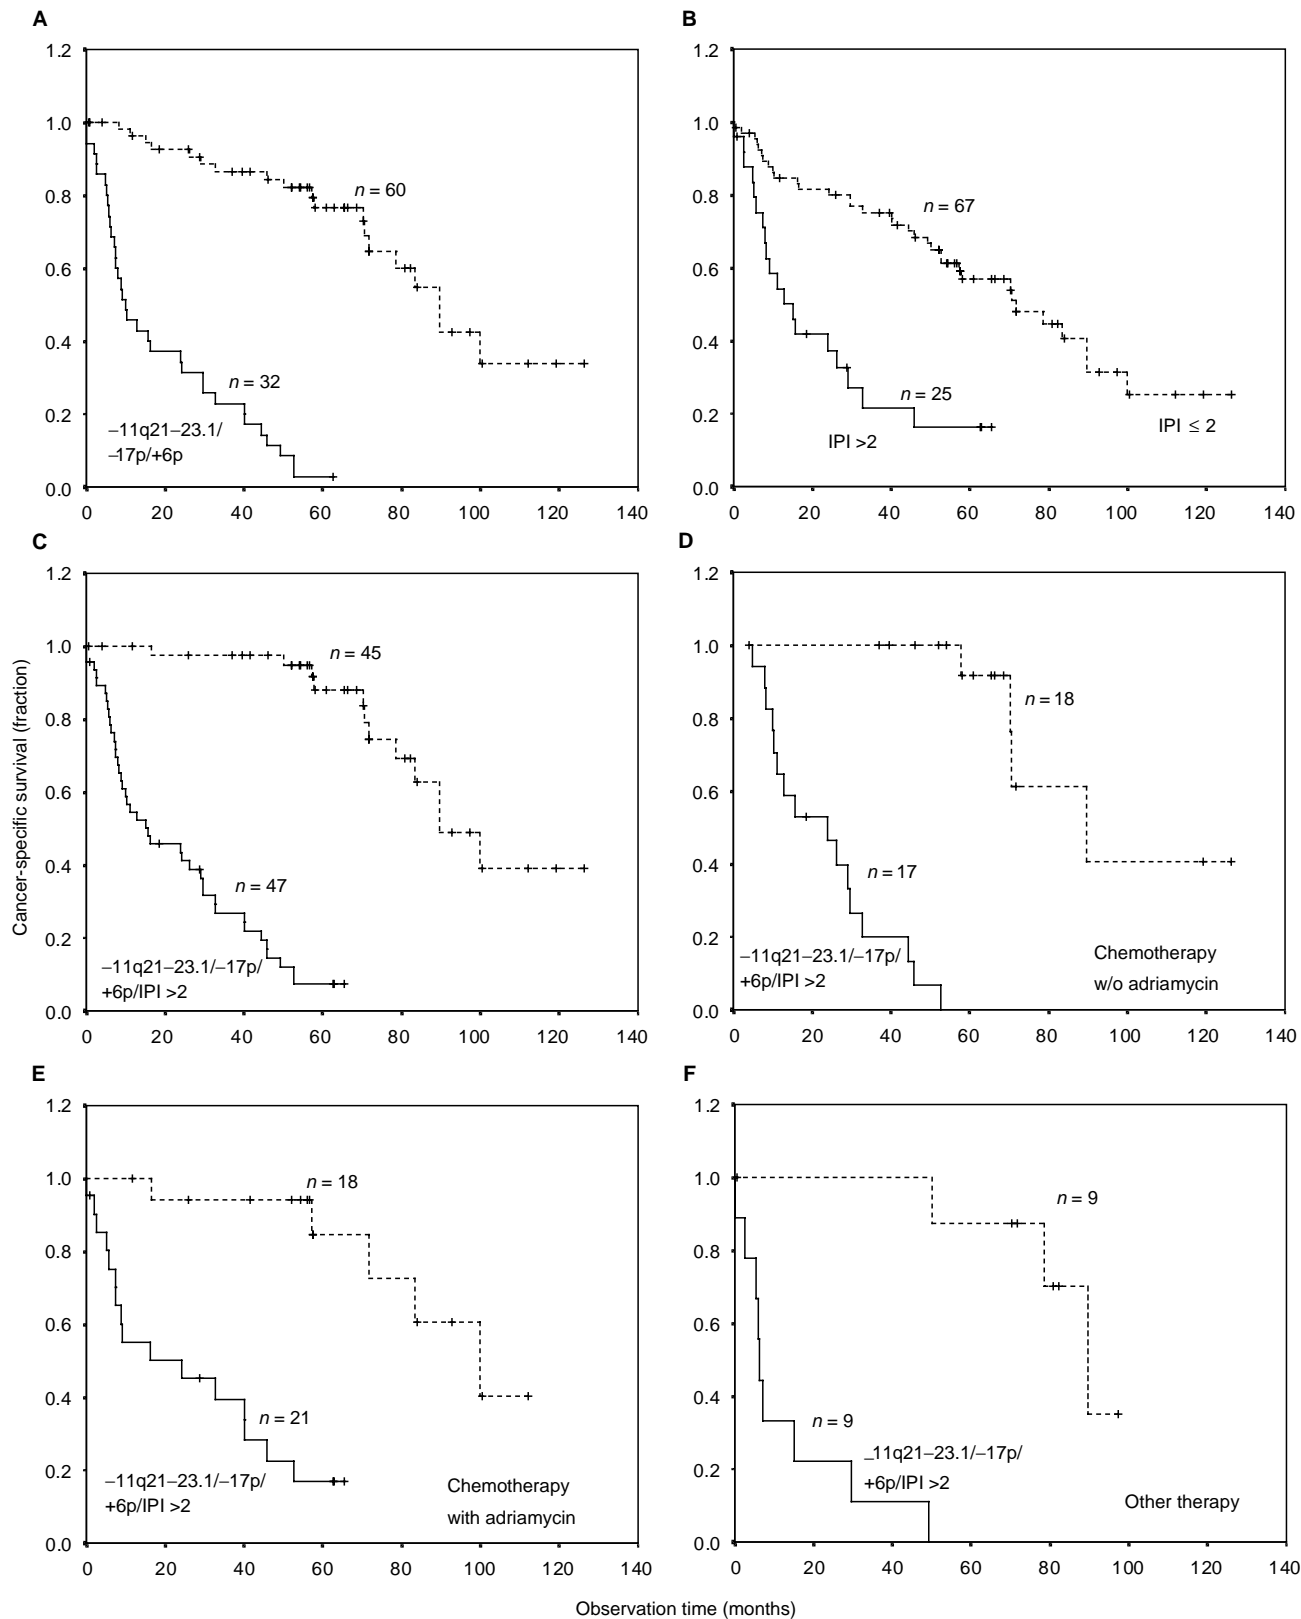 A
1.2
1.0
0.8
0.6
0.4
0.2
0.0
n = 60
n = 32
–11q21–23.1/
–17p/+6p
0 20 40 60 80 100 120 140
B
1.2
1.0
0.8
0.6
0.4
0.2
0.0
n = 67
n = 25
IPI >2
IPI ≤ 2
0 20 40 60 80 100 120 140
Cancer-specific survival (fraction)
C
1.2
1.0
0.8
0.6
0.4
0.2
0.0
n = 45
n = 47
–11q21–23.1/–17p/
+6p/IPI >2
0 20 40 60 80 100 120 140
D
1.2
1.0
0.8
0.6
0.4
0.2
0.0
n = 18
n = 17
–11q21–23.1/–17p/
+6p/IPI >2
Chemotherapy
w/o adriamycin
0 20 40 60 80 100 120 140
E
1.2
1.0
0.8
0.6
0.4
0.2
0.0
n = 18
n = 21
–11q21–23.1/–17p/
+6p/IPI >2
Chemotherapy
with adriamycin
0 20 40 60 80 100 120 140
F
1.2
1.0
0.8
0.6
0.4
0.2
0.0
n = 9
n = 9
–11q21–23.1/–17p/
+6p/IPI >2
Other therapy
0 20 40 60 80 100 120 140
Observation time (months)